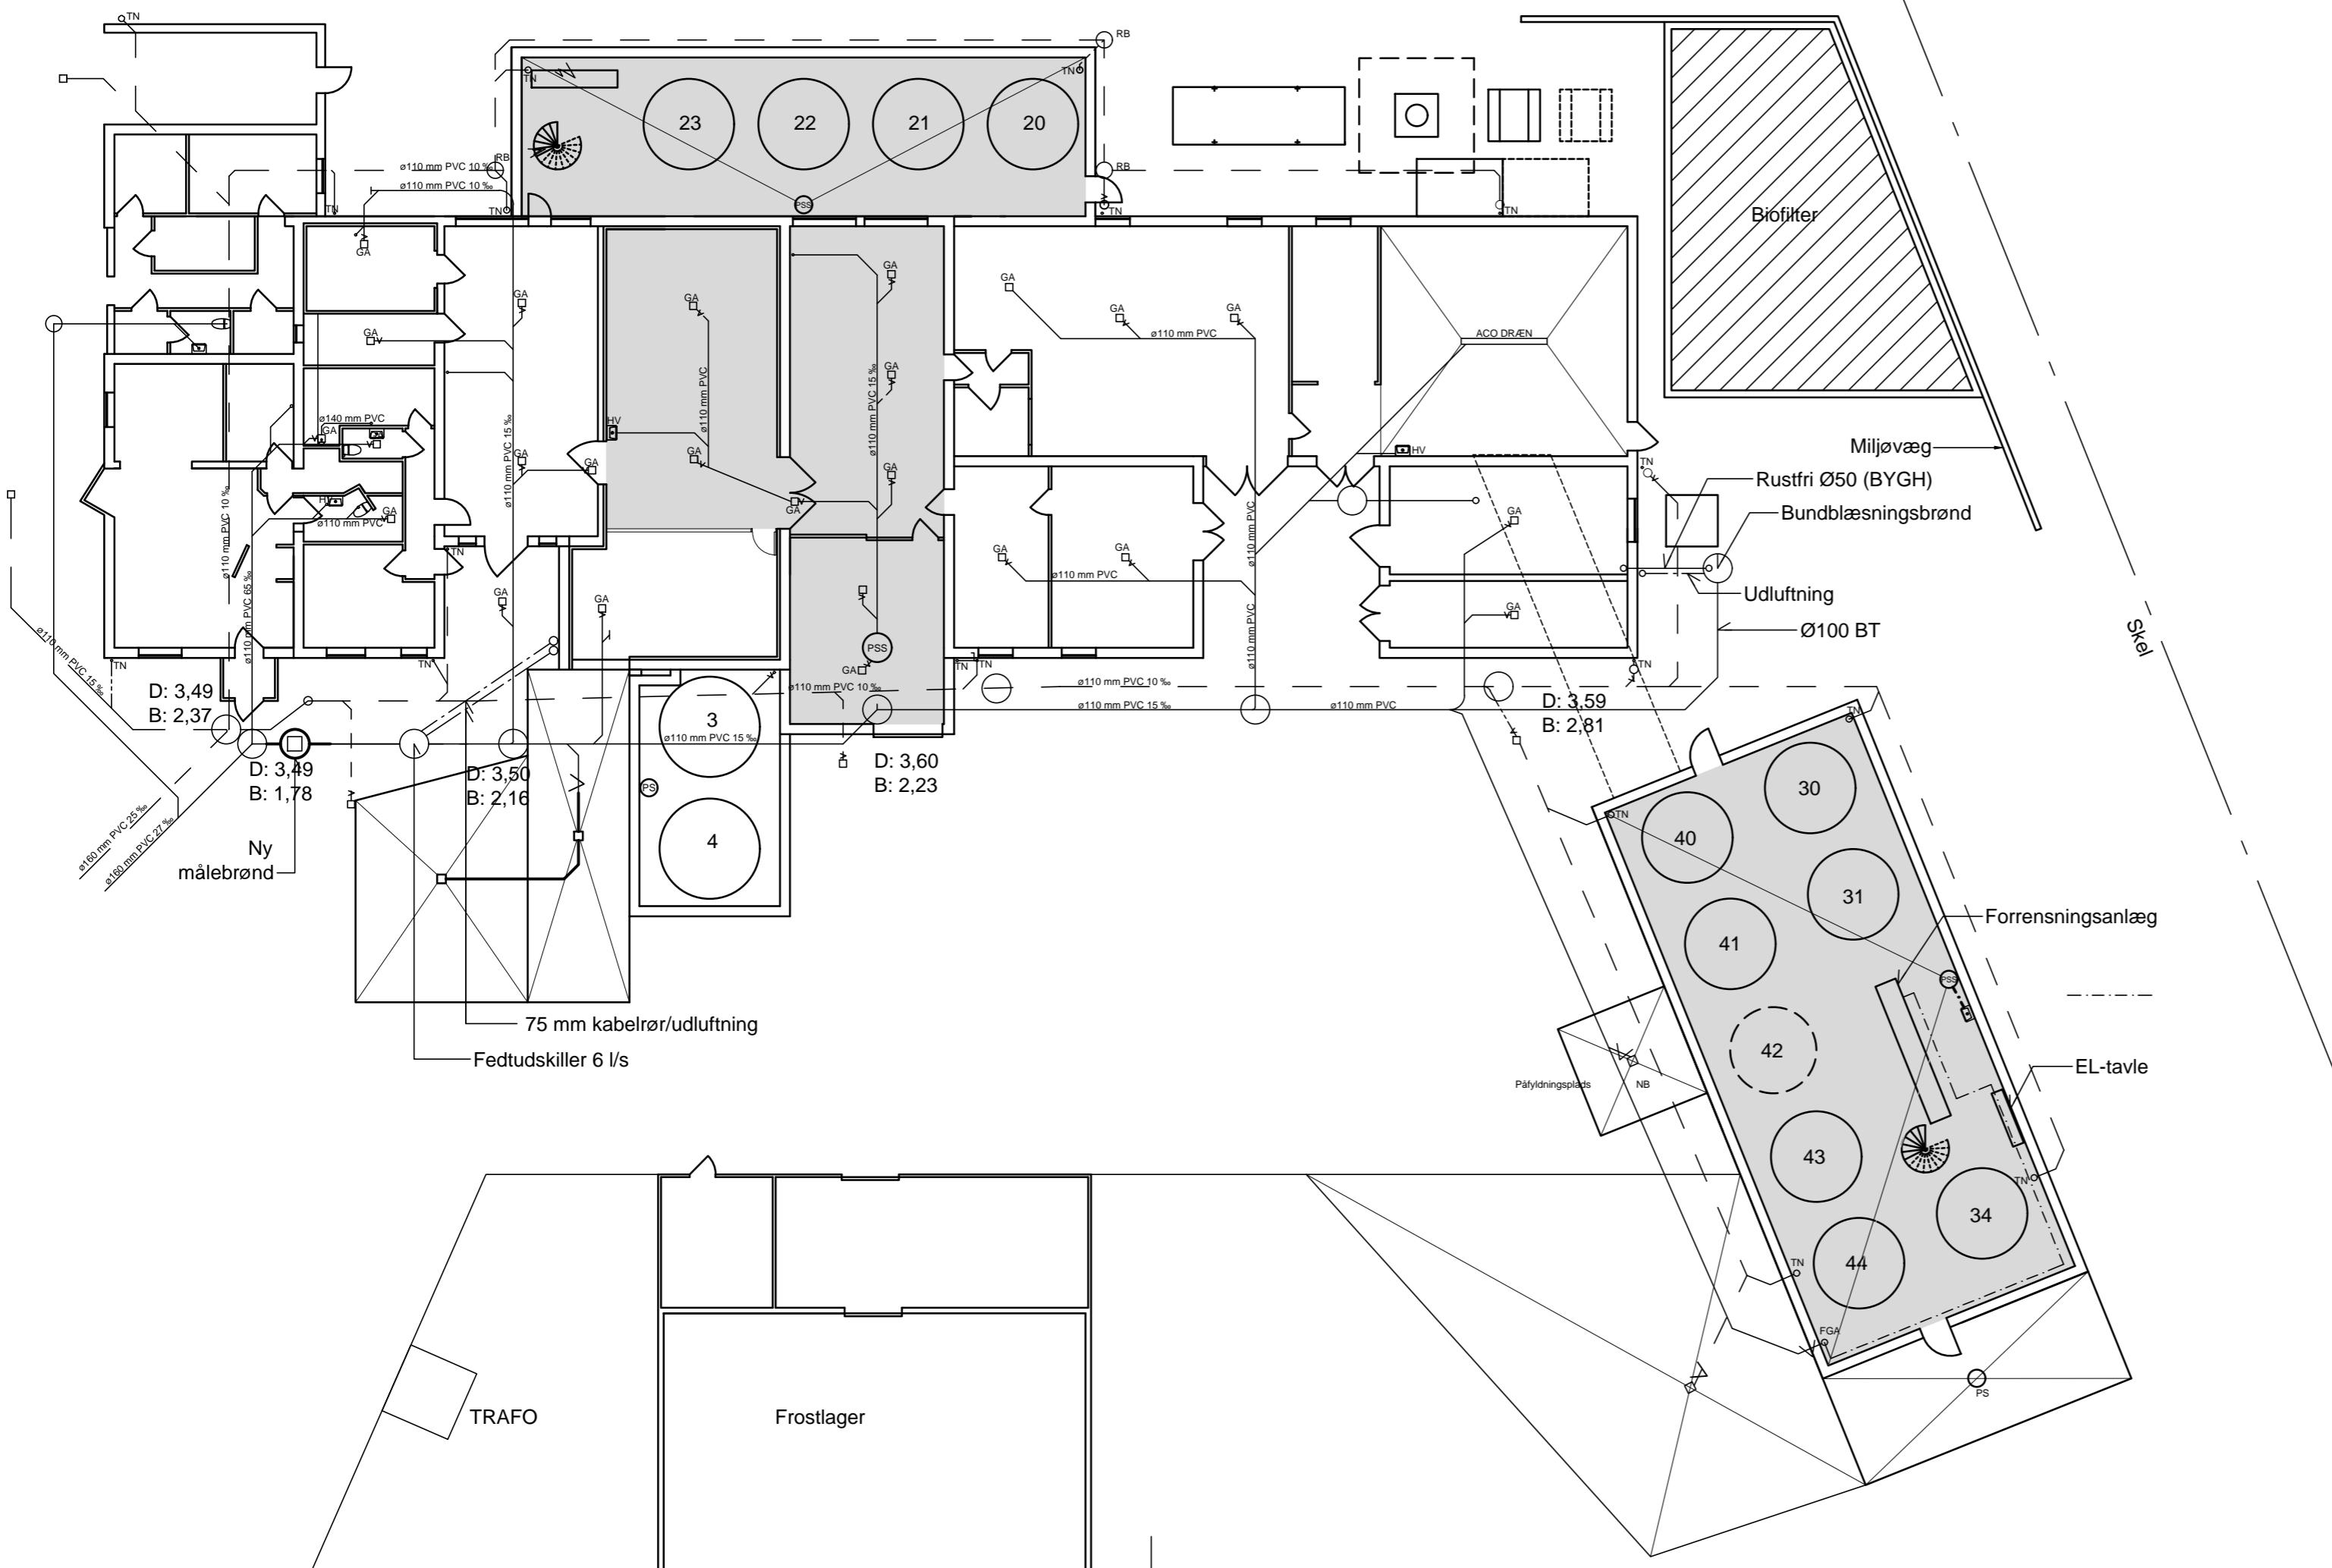 TN
RB
TN
TN
23
22
21
20
RB
ø110 mm PVC 10 ‰
RB
ø110 mm PVC 10 ‰
TN
TN
PSS
TN
TN
Biofilter
GA
GA
GA
GA
GA
GA
GA
GA
GA
ø110 mm PVC
ACO DRÆN
GA
ø110 mm PVC
ø110 mm PVC 15 ‰
ø140 mm PVC
GA
HV
HV
Miljøvæg
GA
GA
GA
GA
TN
Rustfri Ø50 (BYGH)
ø110 mm PVC 15 ‰
ø110 mm PVC 10 ‰
HV
GA
ø110 mm PVC
GA
GA
Bundblæsningsbrønd
ø110 mm PVC
TN
GA
GA
ø110 mm PVC
ø110 mm PVC 65 ‰
Udluftning
GA
GA
GA
Ø100 BT
Skel
ø110 mm PVC 15 ‰
PSS
ø110 mm PVC
TN
TN
GA
TN
TN
TN
D: 3,49
B: 2,37
ø110 mm PVC 10 ‰
ø110 mm PVC 10 ‰
D: 3,59
B: 2,81
ø110 mm PVC 15 ‰
ø110 mm PVC
TN
3
ø110 mm PVC 15 ‰
D: 3,49
B: 1,78
D: 3,50
B: 2,16
D: 3,60
B: 2,23
PS
30
TN
40
4
ø160 mm PVC 25 ‰
ø160 mm PVC 27 ‰
Ny
målebrønd
31
Forrensningsanlæg
41
PSS
75 mm kabelrør/udluftning
Fedtudskiller 6 l/s
42
EL-tavle
Påfyldningsplads
NB
43
TN
34
44
TN
FGA
PS
TRAFO
Frostlager